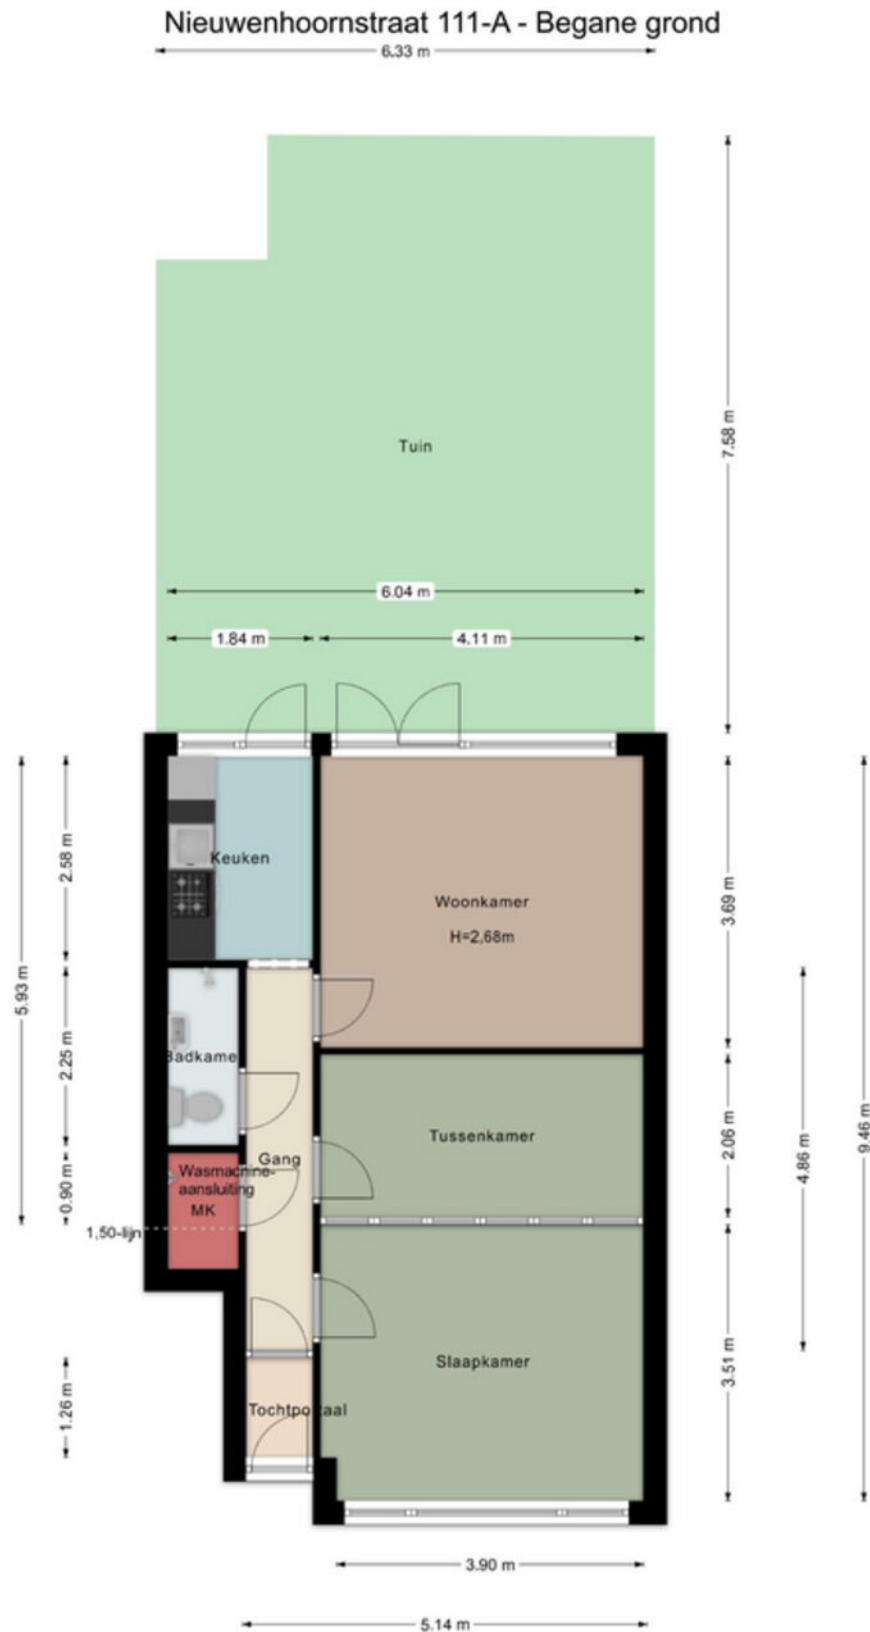 Nieuwenhoornstraat 111-A - Begane grond
6.33 m
7.58 m
Tuin
6.04 m
1.84 m
4.11 m
2.58 m
Keuken
Woonkamer
H=2,68m
3.69 m
5.93 m
2.25 m
Badkame
Tussenkamer
2.06 m
4.86 m
9.46 m
Gang
0.90 m
Wasmachine-
aansluiting
MK
1,50-lijn
Slaapkamer
3.51 m
1.26 m
Tochtportaal
3.90 m
5.14 m